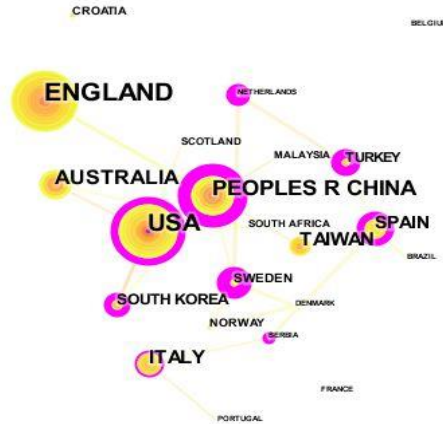 CROATIA
BELGIU
ENGLAND
NETHERLANDS
SCOTLAND
MALAYSIA
TURKEY
AUSTRALIA
PEOPLES R CHINA
USA
SOUTH AFRICA
SPAIN
TAIWAN
BRAZIL
SWEDEN
SOUTH KOREA
DENMARK
NORWAY
SERBIA
ITALY
FRANCE
PORTUGAL